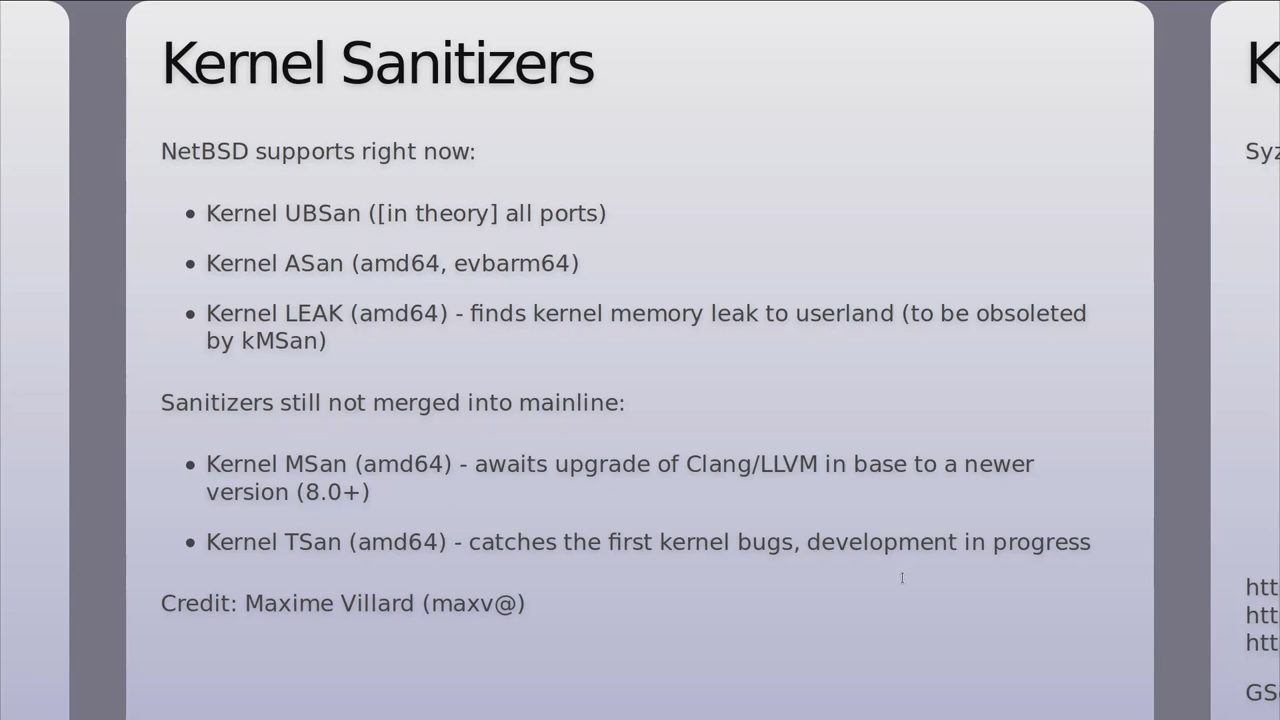 Kernel Sanitizers
NetBSD supports right now:
• Kernel UBSan ([in theory] all ports)
• Kernel ASan (amd64, evbarm64)
• Kernel LEAK (amd64) - finds kernel memory leak to userland (to be obsoleted
by kMSan)
Sanitizers still not merged into mainline:
• Kernel MSan (amd64) - awaits upgrade of Clang/LLVM in base to a newer
version (8.0+)
• Kernel TSan (amd64) - catches the first kernel bugs, development in progress
Credit: Maxime Villard (maxv@)